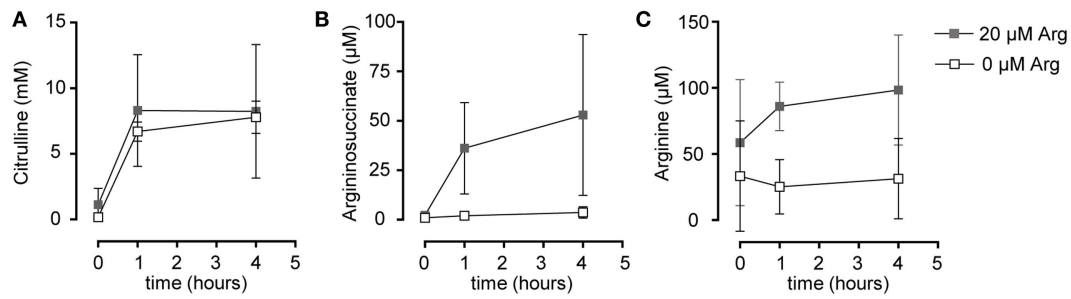 A
Citrulline (mM)
15
10
5
0
0 1 2 3 4 5
time (hours)
B
Argininosuccinate (µM)
100
75
50
25
0
0 1 2 3 4 5
time (hours)
C
Arginine (µM)
150
100
50
0
0 1 2 3 4 5
time (hours)
20 µM Arg
0 µM Arg